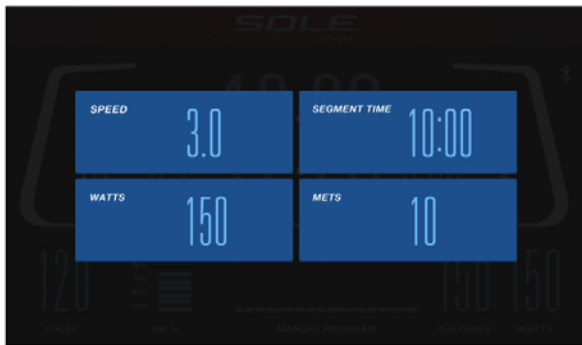 SOLE
SPEED
3.0
SEGMENT TIME
10:00
WATTS
150
METS
10
120
150
150
PULSE
HR %
MANUAL PROGRAM
CALORIES
WATTS